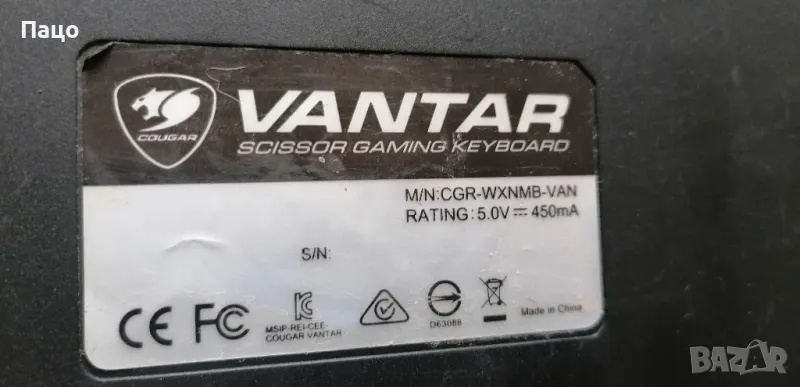 Пацо
COUGAR
VANTAR
SCISSOR GAMING KEYBOARD
M/N:CGR-WXNMB-VAN
RATING: 5.0V ⎓ 450mA
S/N:
CE FC
MSIP-REI-CEE-
COUGAR VANTAR
D63088
Made in China
BAZAR